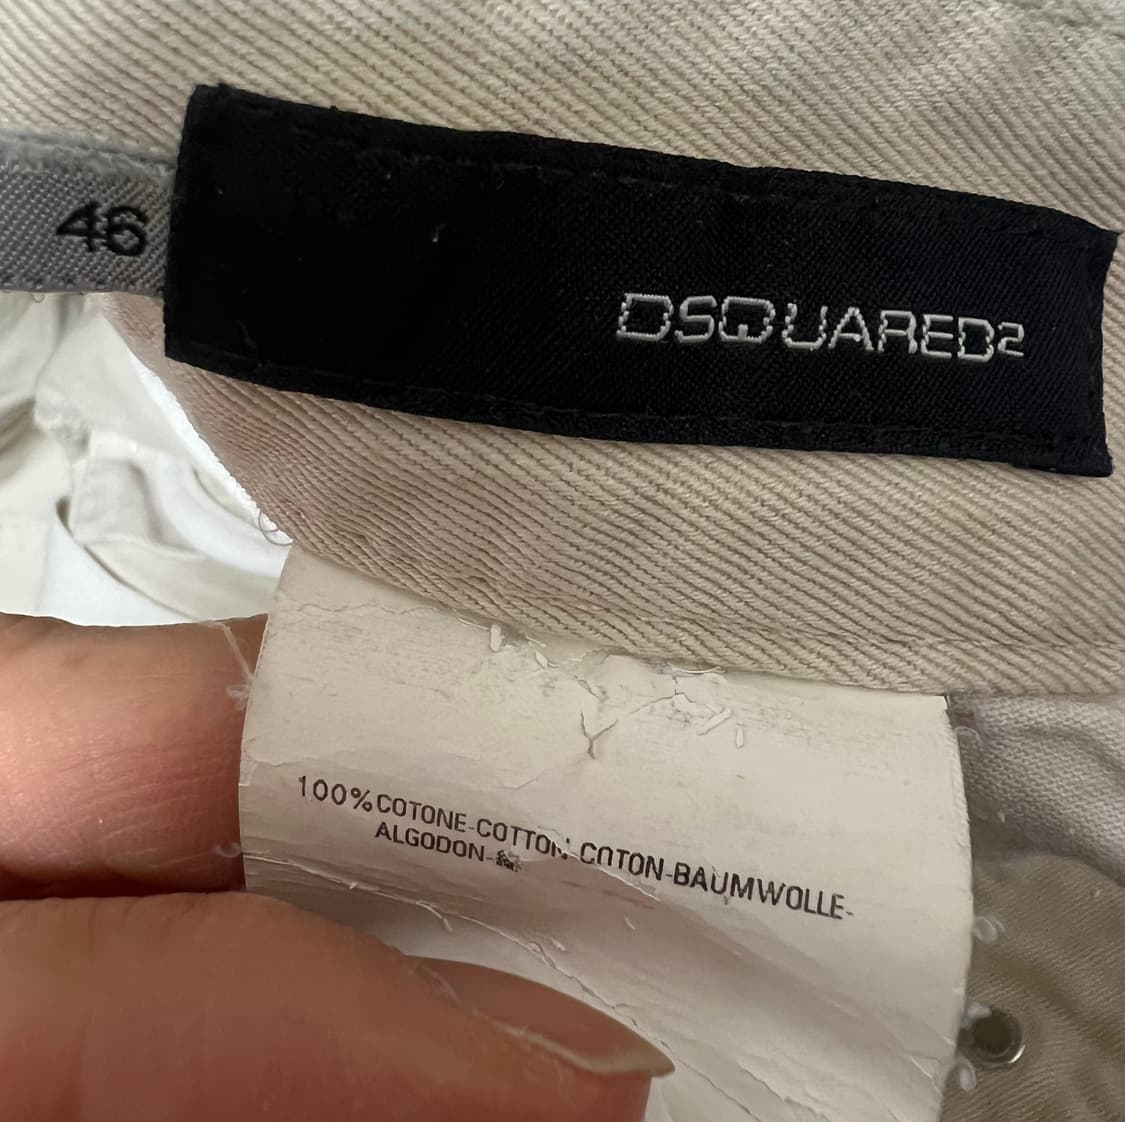 46
DSQUARED2
100%COTONE-COTTON-COTON-BAUMWOLLE-
ALGODON-